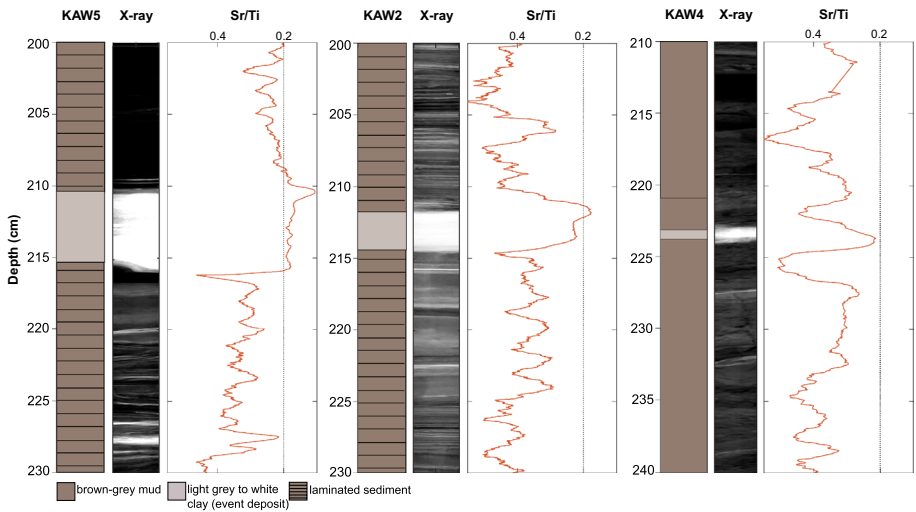 KAW5 X-ray Sr/Ti KAW2 X-ray Sr/Ti KAW4 X-ray Sr/Ti
0.4 0.2 0.4 0.2 0.4 0.2
200 200 210
205 205 215
210 210 220
Depth (cm)
215 215 225
220 220 230
225 225 235
230 230 240
brown-grey mud light grey to white laminated sediment
clay (event deposit)